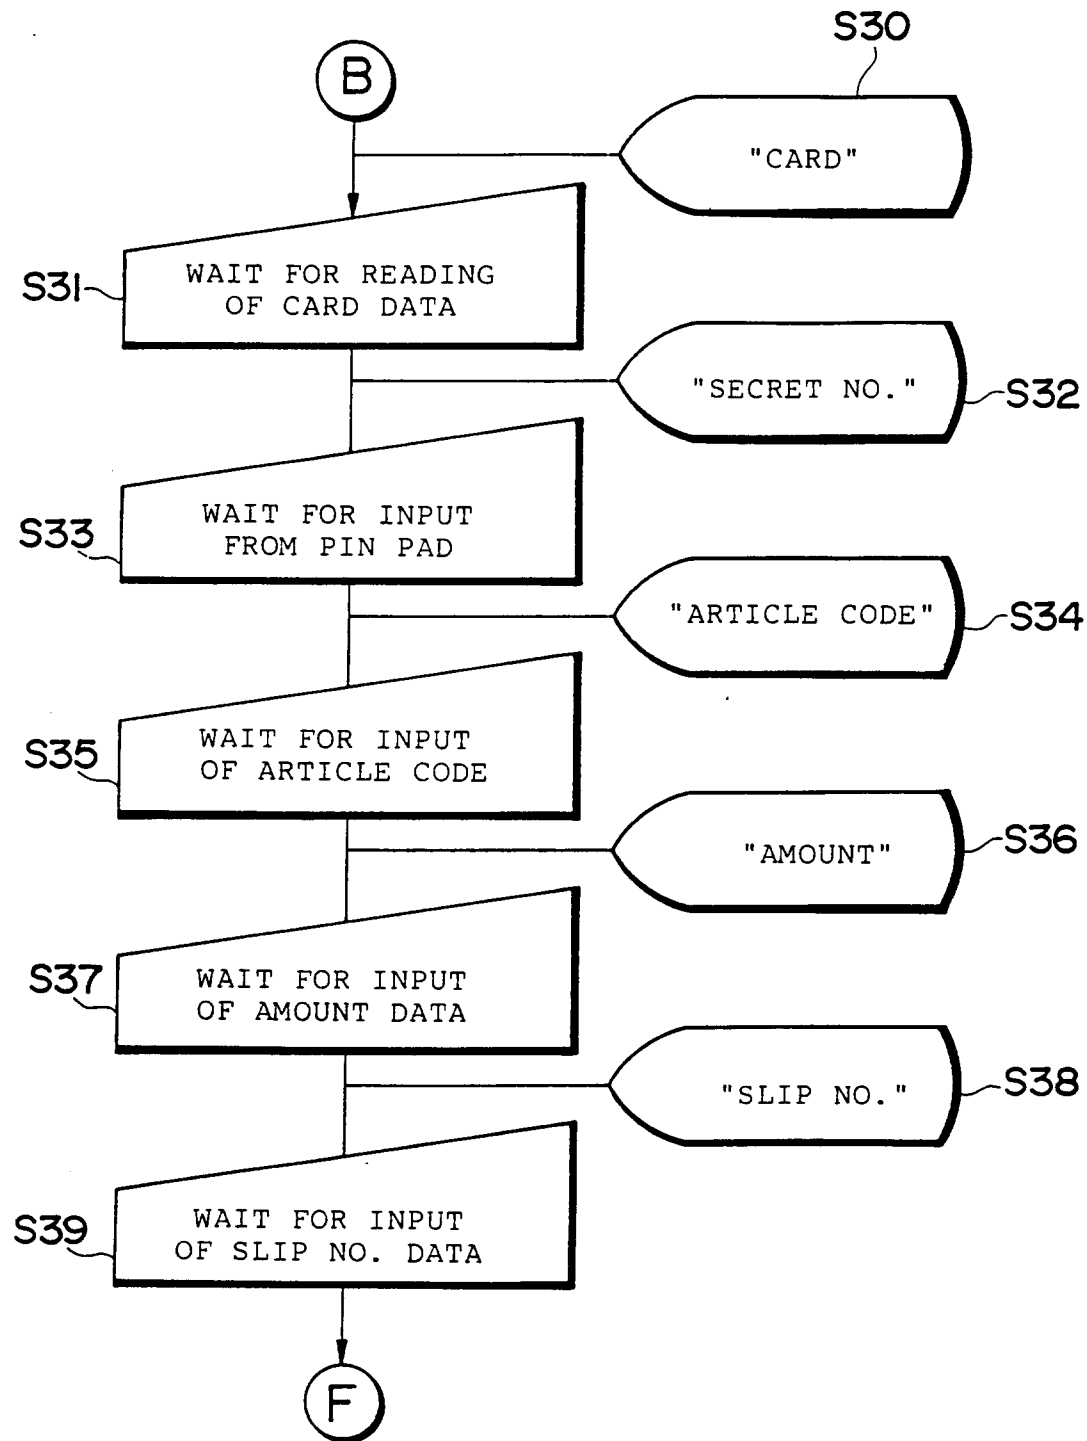 S30
B
"CARD"
S31
WAIT FOR READING
OF CARD DATA
"SECRET NO."
S32
S33
WAIT FOR INPUT
FROM PIN PAD
"ARTICLE CODE"
S34
S35
WAIT FOR INPUT
OF ARTICLE CODE
"AMOUNT"
S36
S37
WAIT FOR INPUT
OF AMOUNT DATA
"SLIP NO."
S38
S39
WAIT FOR INPUT
OF SLIP NO. DATA
F